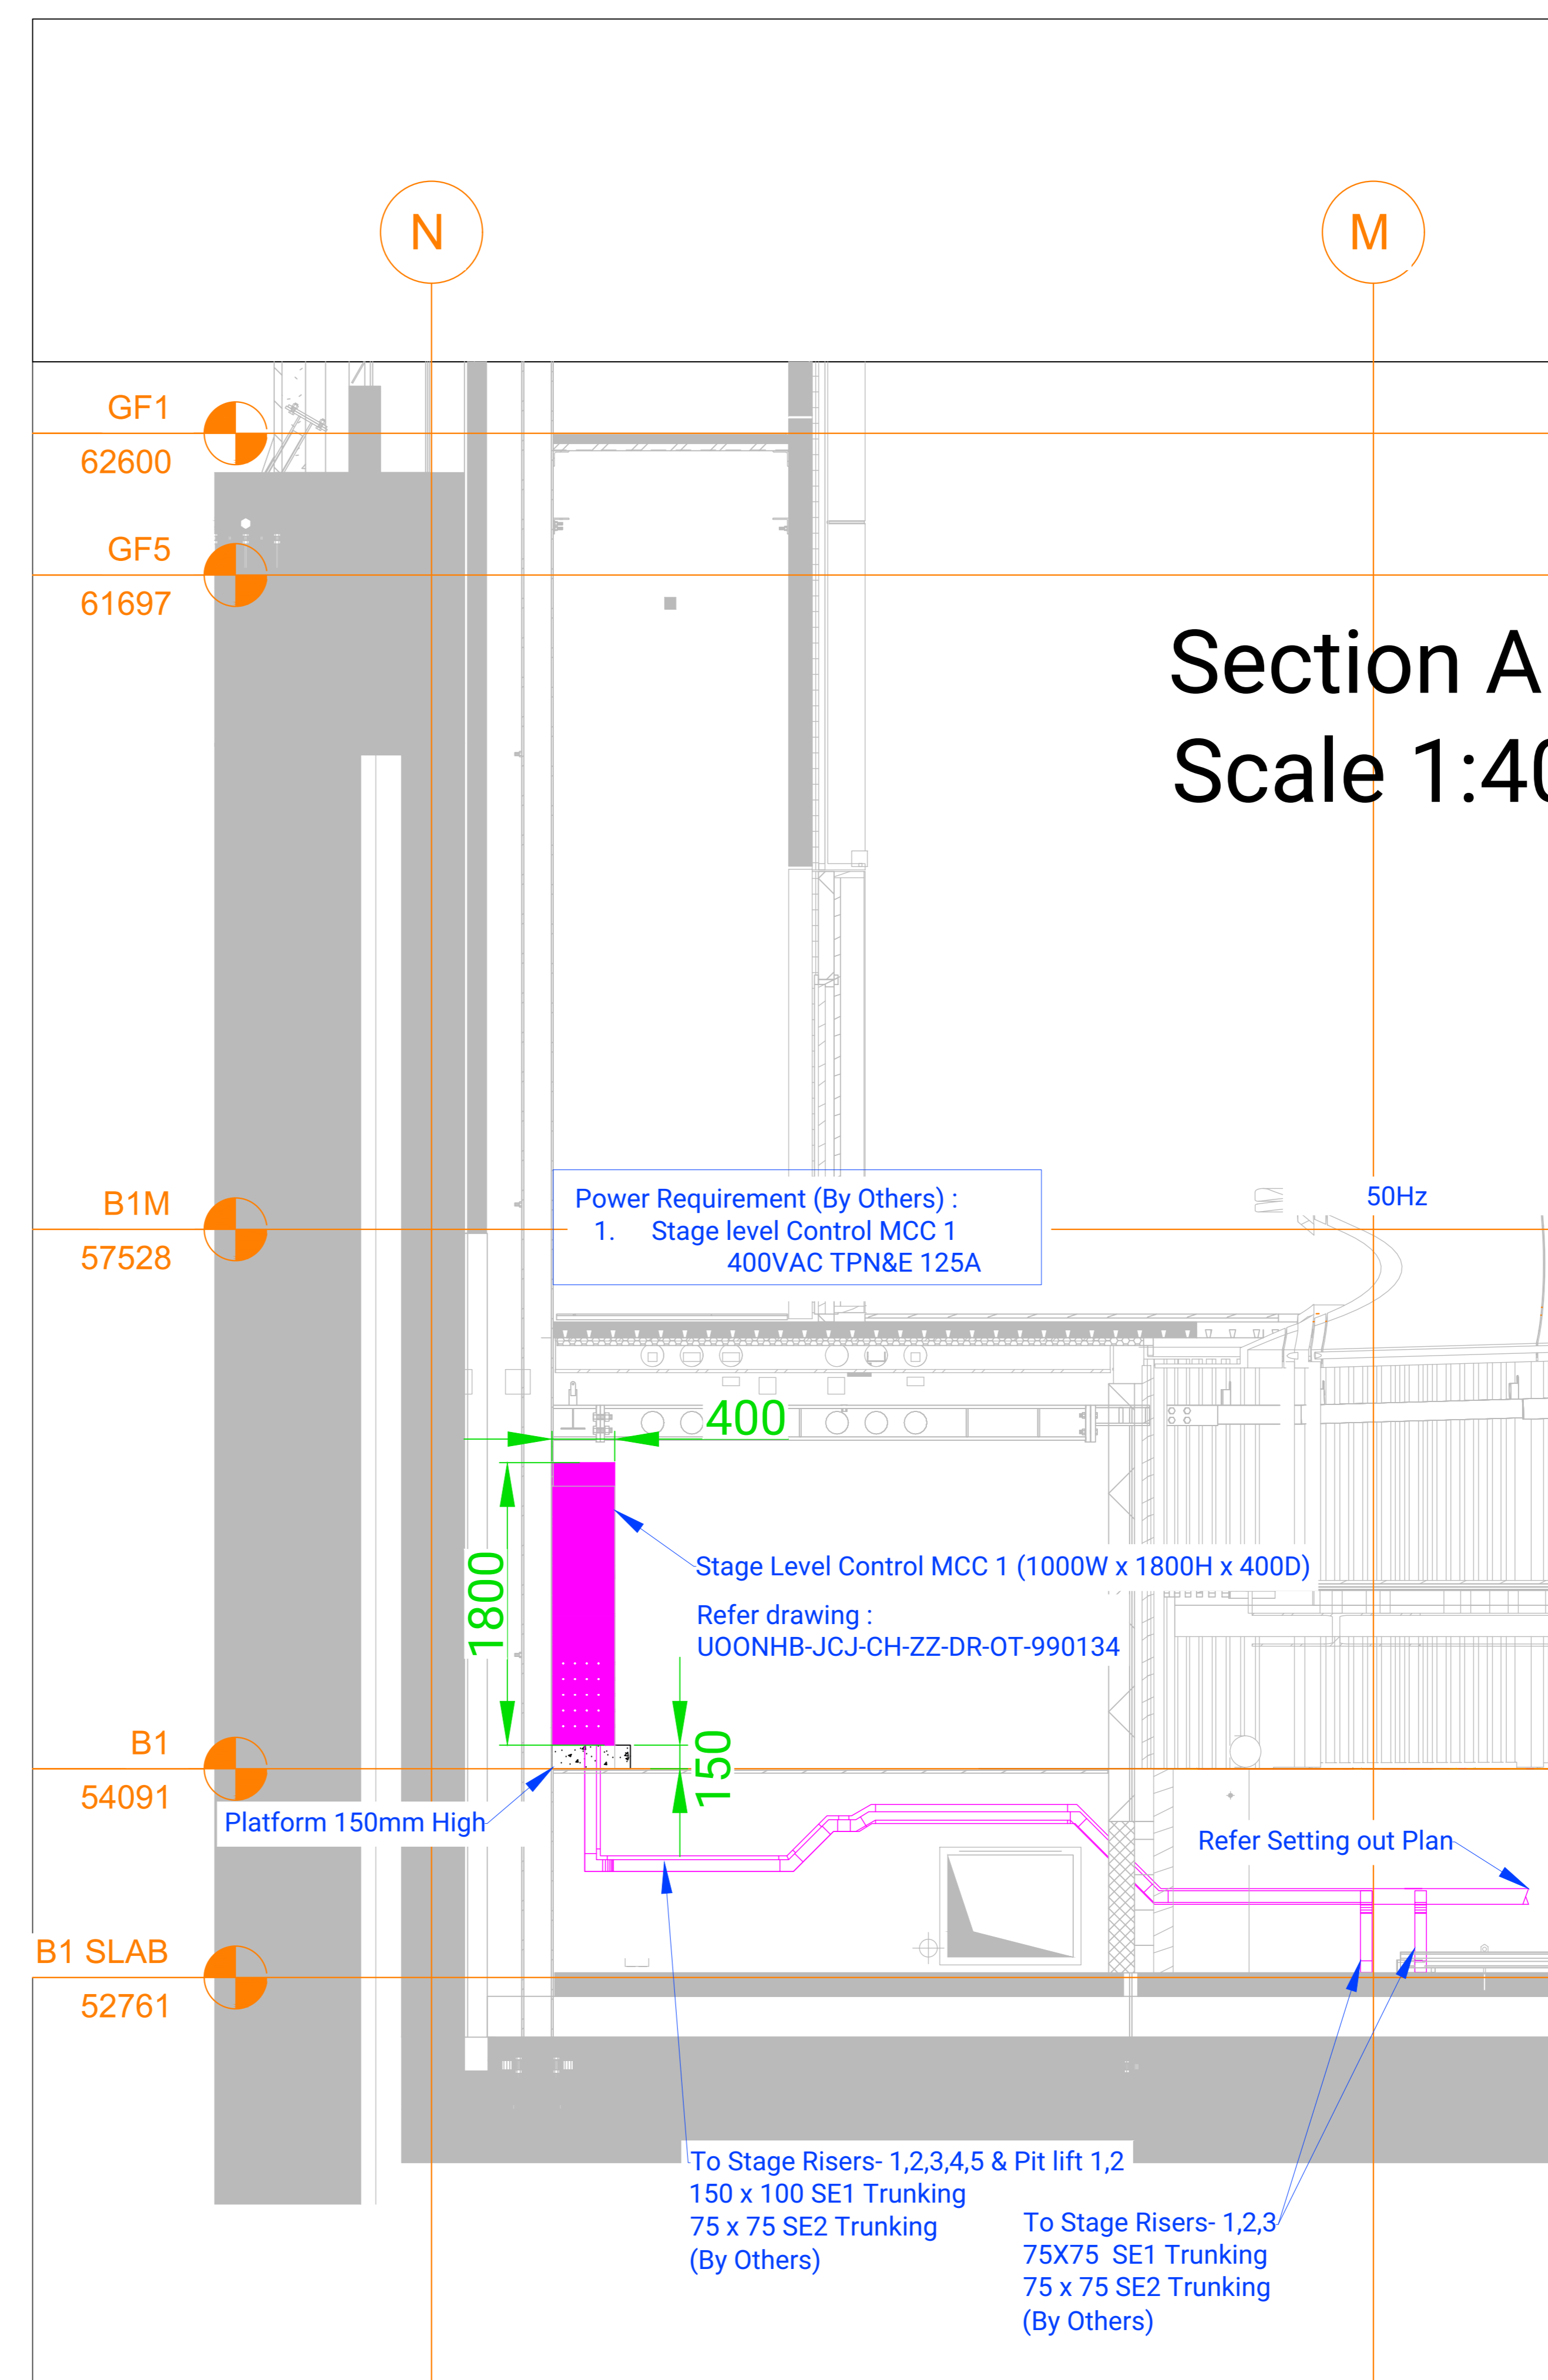 N
M
GF1
62600
GF5
61697
Section A
Scale 1:40
B1M
57528
Power Requirement (By Others) :
1. Stage level Control MCC 1
400VAC TPN&E 125A
50Hz
400
1800
Stage Level Control MCC 1 (1000W x 1800H x 400D)
Refer drawing :
UOONHB-JCJ-CH-ZZ-DR-OT-990134
150
B1
54091
Platform 150mm High
Refer Setting out Plan
B1 SLAB
52761
To Stage Risers- 1,2,3,4,5 & Pit lift 1,2
150 x 100 SE1 Trunking
75 x 75 SE2 Trunking
(By Others)
To Stage Risers- 1,2,3
75X75 SE1 Trunking
75 x 75 SE2 Trunking
(By Others)